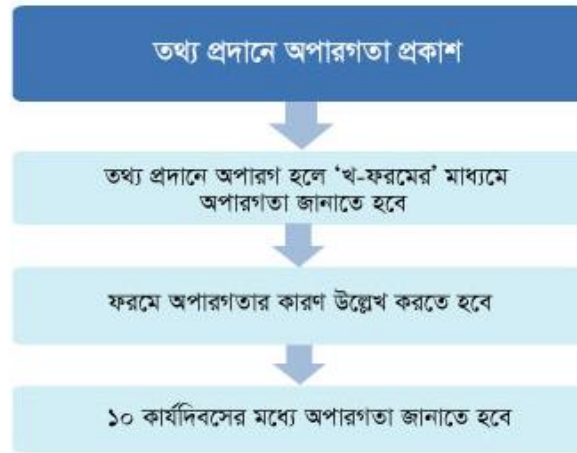 তথ্য প্রদানে অপারগতা প্রকাশ
তথ্য প্রদানে অপারগ হলে ‘খ-ফরমের’ মাধ্যমে
অপারগতা জানাতে হবে
ফরমে অপারগতার কারণ উল্লেখ করতে হবে
১০ কার্যদিবসের মধ্যে অপারগতা জানাতে হবে